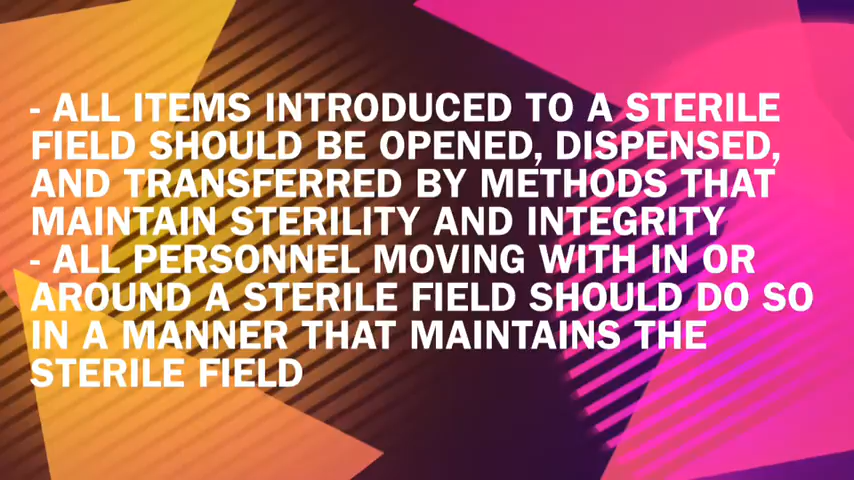 - ALL ITEMS INTRODUCED TO A STERILE
FIELD SHOULD BE OPENED, DISPENSED,
AND TRANSFERRED BY METHODS THAT
MAINTAIN STERILITY AND INTEGRITY
- ALL PERSONNEL MOVING WITH IN OR
AROUND A STERILE FIELD SHOULD DO SO
IN A MANNER THAT MAINTAINS THE
STERILE FIELD